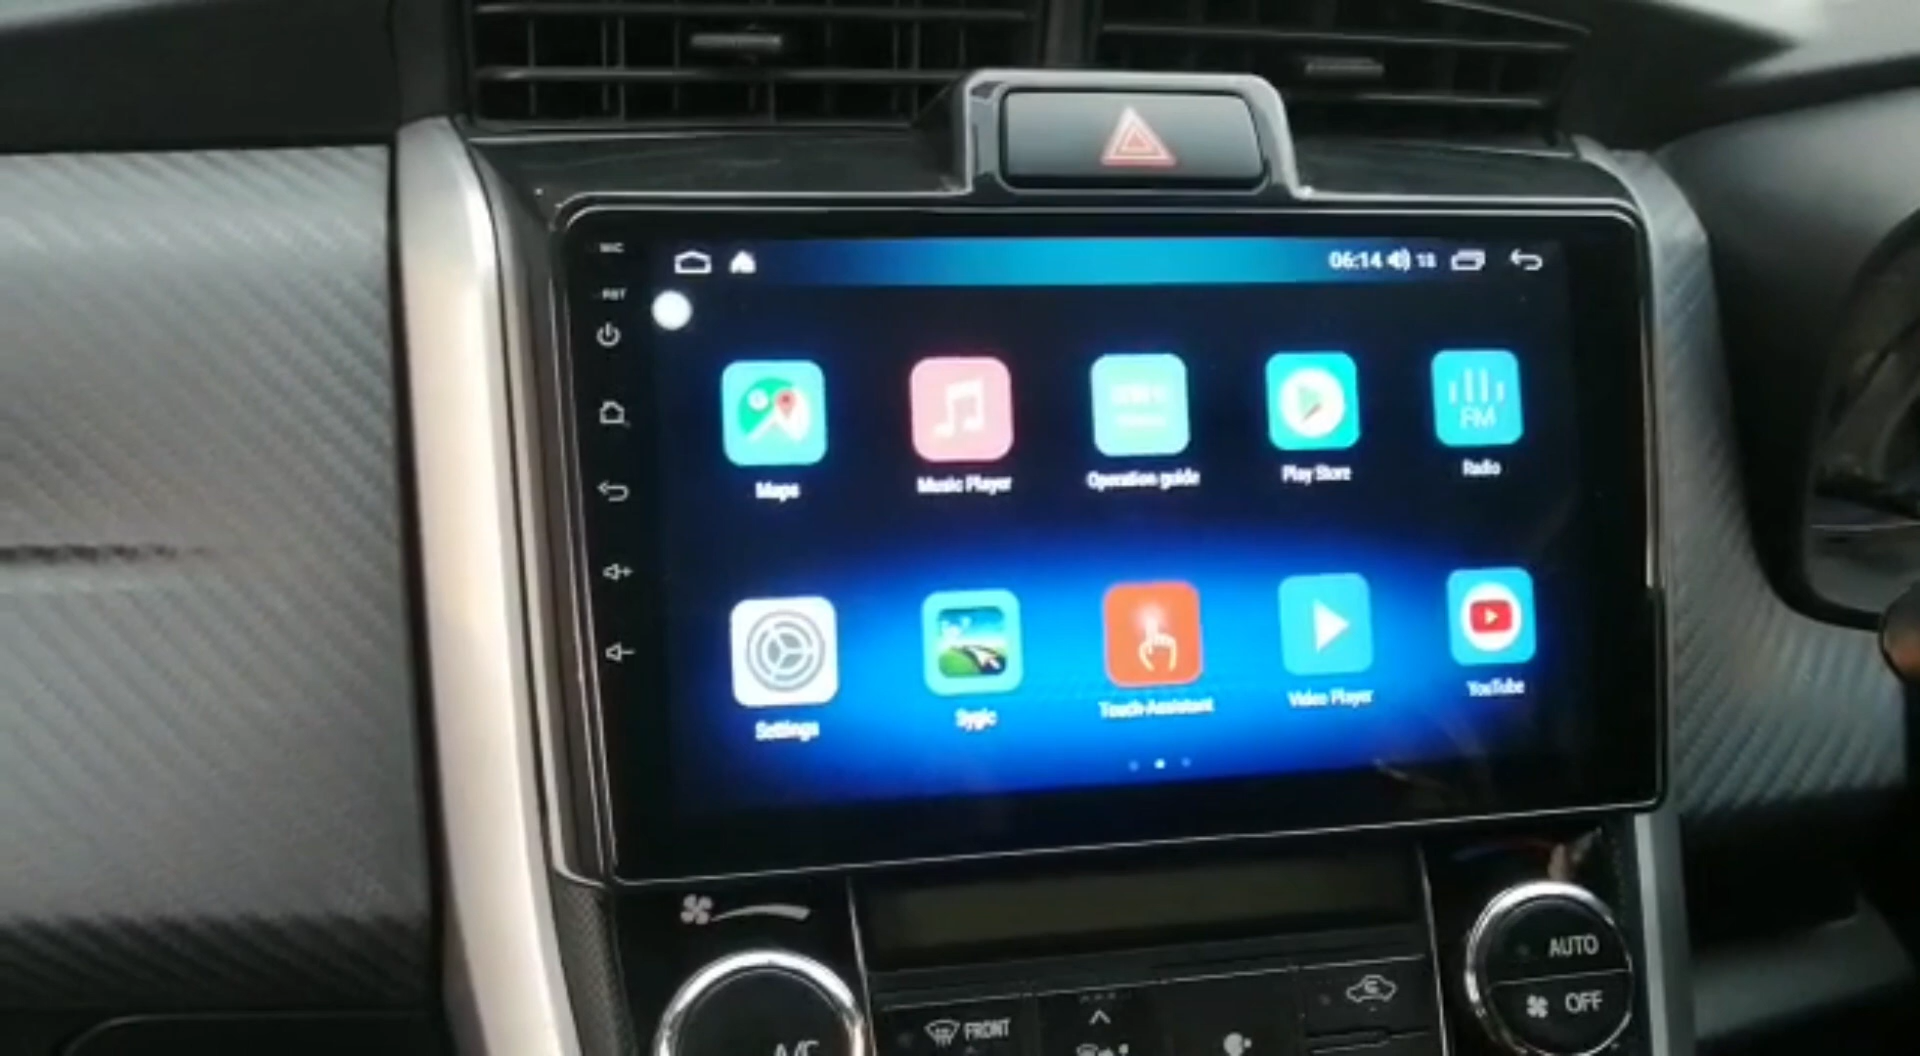 MIC
06:14 18
RST
FM
Maps Music Player Operation guide Play Store Radio
Settings Sygic Touch Assistant Video Player YouTube
AUTO
OFF
FRONT